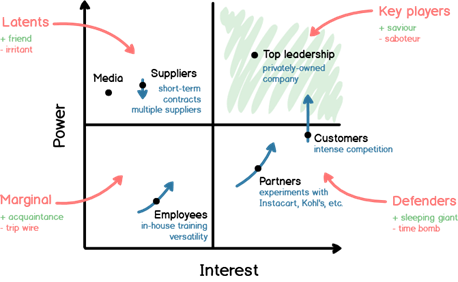 Latents
+ friend
- irritant
Key players
+ saviour
- saboteur
Top leadership
privately-owned
company
Media
Suppliers
short-term
contracts
multiple suppliers
Power
Customers
intense competition
Marginal
+ acquaintance
- trip wire
Partners
experiments with
Instacart, Kohl's, etc.
Employees
in-house training
versatility
Defenders
+ sleeping giant
- time bomb
Interest